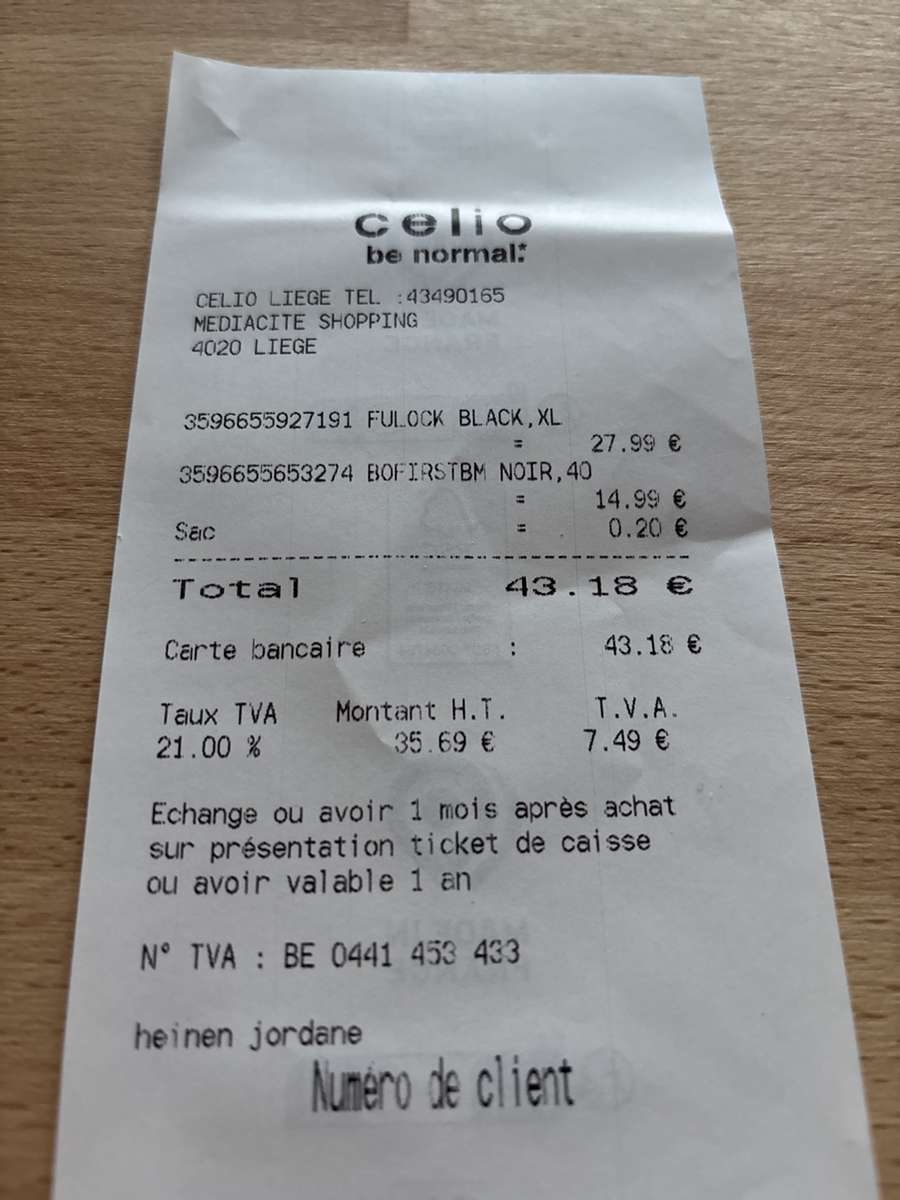 celio
be normal:*
CELIO LIEGE TEL :43490165
MEDIACITE SHOPPING
4020 LIEGE
3596655927191 FULOCK BLACK,XL
= 27.99 €
3596655653274 BOFIRSTBM NOIR,40
= 14.99 €
Sac = 0.20 €
Total 43.18 €
Carte bancaire : 43.18 €
Taux TVA Montant H.T. T.V.A.
21.00 % 35.69 € 7.49 €
Echange ou avoir 1 mois après achat
sur présentation ticket de caisse
ou avoir valable 1 an
N° TVA : BE 0441 453 433
heinen jordane
Numéro de client